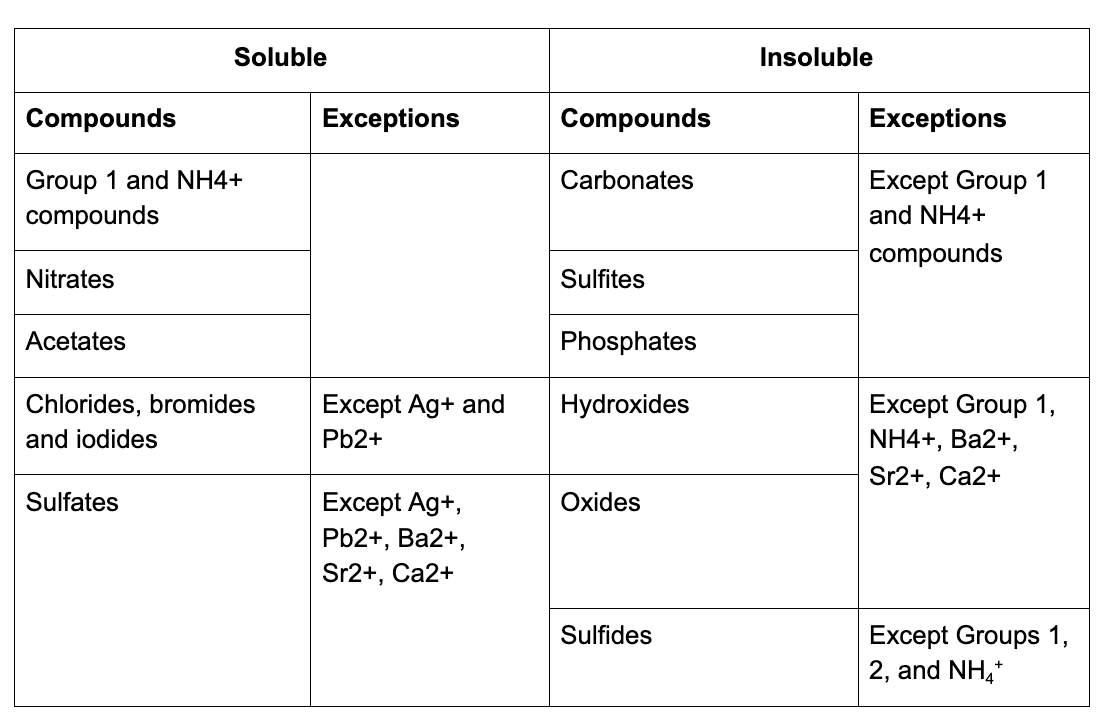 Soluble
Insoluble
Compounds
Exceptions
Compounds
Exceptions
Group 1 and NH4+
compounds
Carbonates
Except Group 1
and NH4+
compounds
Nitrates
Sulfites
Acetates
Phosphates
Chlorides, bromides
and iodides
Except Ag+ and
Pb2+
Hydroxides
Except Group 1,
NH4+, Ba2+,
Sr2+, Ca2+
Sulfates
Except Ag+,
Pb2+, Ba2+,
Sr2+, Ca2+
Oxides
Sulfides
Except Groups 1,
2, and NH₄⁺